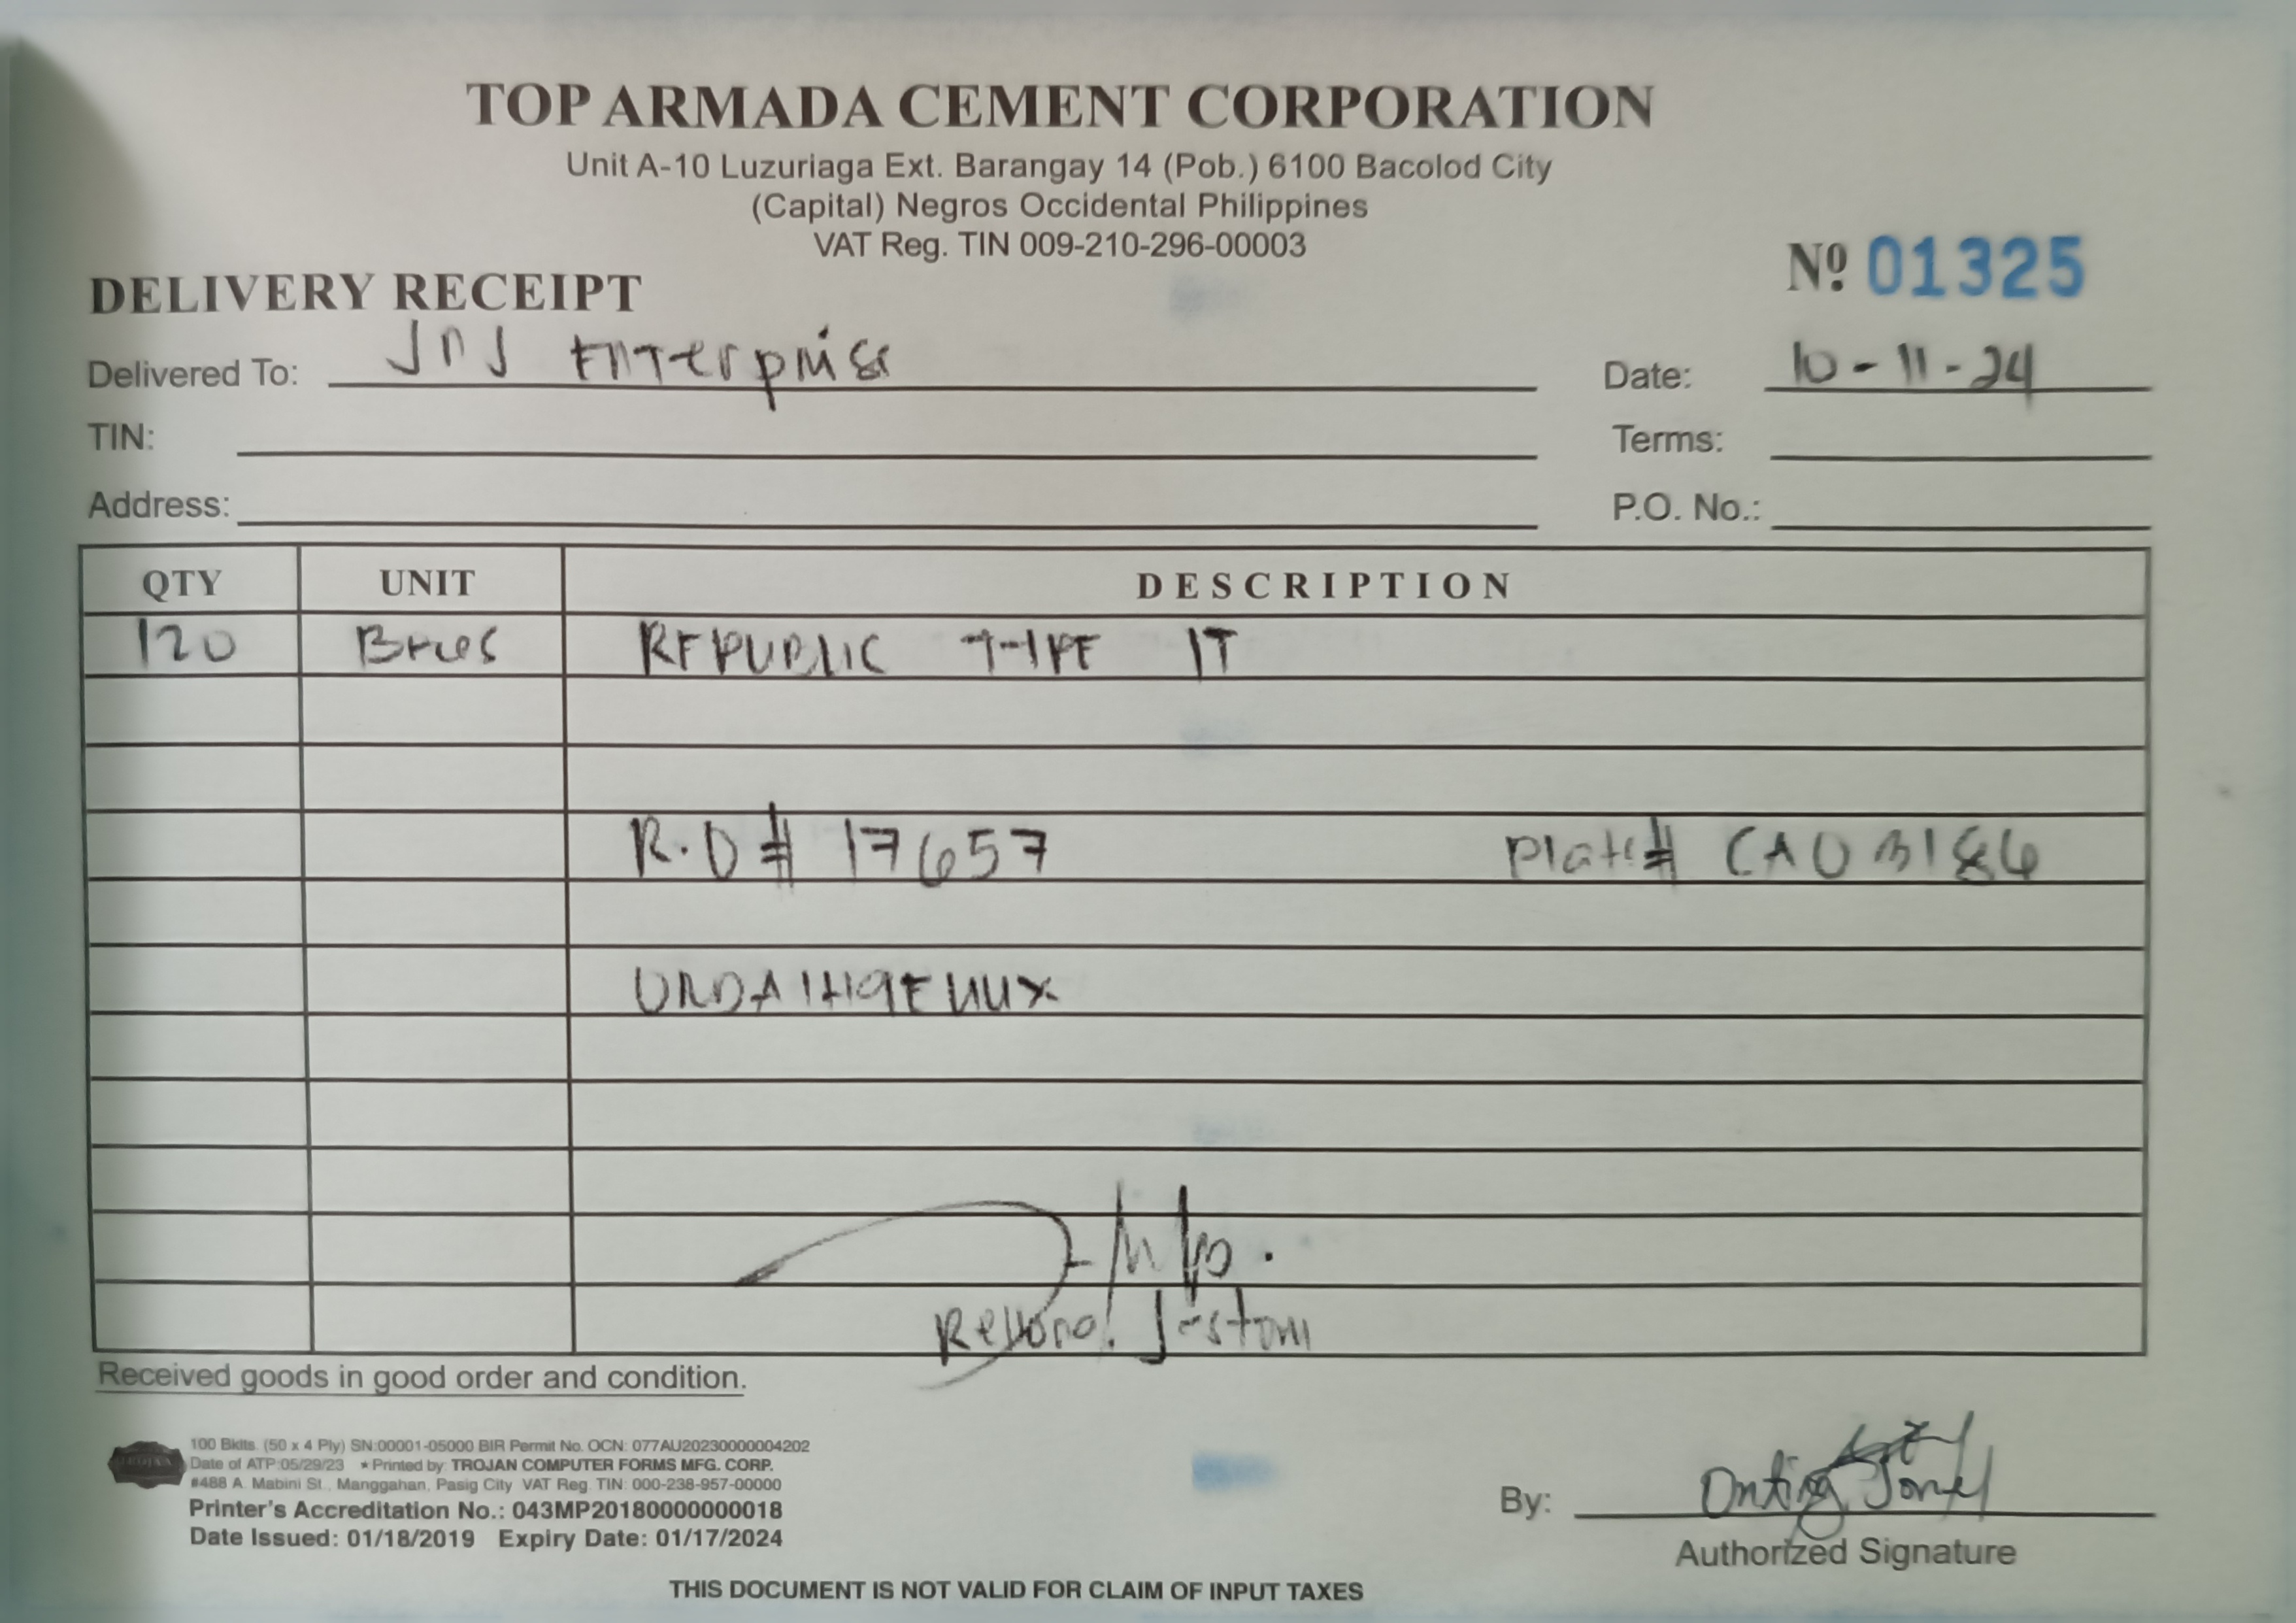 TOP ARMADA CEMENT CORPORATION
Unit A-10 Luzuriaga Ext. Barangay 14 (Pob.) 6100 Bacolod City
(Capital) Negros Occidental Philippines
VAT Reg. TIN 009-210-296-00003
Nº 01325
DELIVERY RECEIPT
Delivered To: JNJ Enterprise
Date: 10-11-24
TIN:
Terms:
Address:
P.O. No.:
QTY UNIT DESCRIPTION
120 REPUBLIC TYPE IT
R.O # 17657 Plate# CAO 3186
Received goods in good order and condition.
100 Bklts. (50 x 4 Ply) SN:00001-05000 BIR Permit No. OCN: 077AU20230000004202
Date of ATP:05/29/23 ★Printed by: TROJAN COMPUTER FORMS MFG. CORP.
#488 A. Mabini St., Manggahan, Pasig City VAT Reg. TIN: 000-238-957-00000
Printer's Accreditation No.: 043MP20180000000018
Date Issued: 01/18/2019 Expiry Date: 01/17/2024
By:
Authorized Signature
THIS DOCUMENT IS NOT VALID FOR CLAIM OF INPUT TAXES